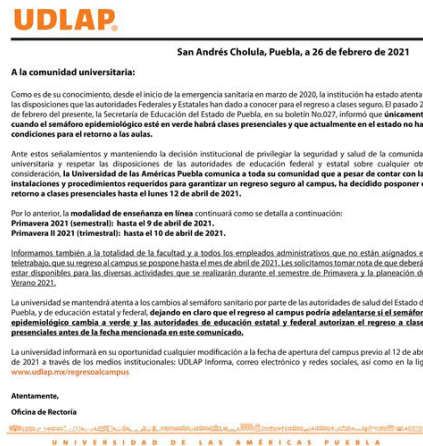 UDLAP
San Andrés Cholula, Puebla, a 26 de febrero de 2021
A la comunidad universitaria:
Como es de su conocimiento, desde el inicio de la emergencia sanitaria en marzo de 2020, la institución ha estado atenta
las disposiciones que las autoridades Federales y Estatales han dado a conocer para el regreso a clases seguro. El pasado 2
de febrero del presente, la Secretaría de Educación del Estado de Puebla, en su boletín No.027, informó que únicament
cuando el semáforo epidemiológico esté en verde habrá clases presenciales y que actualmente en el estado no ha
condiciones para el retorno a las aulas.
Ante estos señalamientos y manteniendo la decisión institucional de privilegiar la seguridad y salud de la comunida
universitaria y respetar las disposiciones de las autoridades de educación federal y estatal sobre cualquier otr
consideración, la Universidad de las Américas Puebla comunica a toda su comunidad que a pesar de contar con la
instalaciones y procedimientos requeridos para garantizar un regreso seguro al campus, ha decidido posponer e
retorno a clases presenciales hasta el lunes 12 de abril de 2021.
Por lo anterior, la modalidad de enseñanza en línea continuará como se detalla a continuación:
Primavera 2021 (semestral): hasta el 9 de abril de 2021.
Primavera II 2021 (trimestral): hasta el 10 de abril de 2021.
Informamos también a la totalidad de la facultad y a todos los empleados administrativos que no están asignados e
teletrabajo, que su regreso al campus se pospone hasta el mes de abril de 2021. Les solicitamos tomar nota de que deberá
estar disponibles para las diversas actividades que se realizarán durante el semestre de Primavera y la planeación d
Verano 2021.
La universidad se mantendrá atenta a los cambios al semáforo sanitario por parte de las autoridades de salud del Estado d
Puebla, y de educación estatal y federal, dejando en claro que el regreso al campus podría adelantarse si el semáfor
epidemiológico cambia a verde y las autoridades de educación estatal y federal autorizan el regreso a clase
presenciales antes de la fecha mencionada en este comunicado.
La universidad informará en su oportunidad cualquier modificación a la fecha de apertura del campus previo al 12 de abr
de 2021 a través de los medios institucionales: UDLAP Informa, correo electrónico y redes sociales, así como en la lig
www.udlap.mx/regresoalcampus
Atentamente,
Oficina de Rectoría
UNIVERSIDAD DE LAS AMÉRICAS PUEBLA